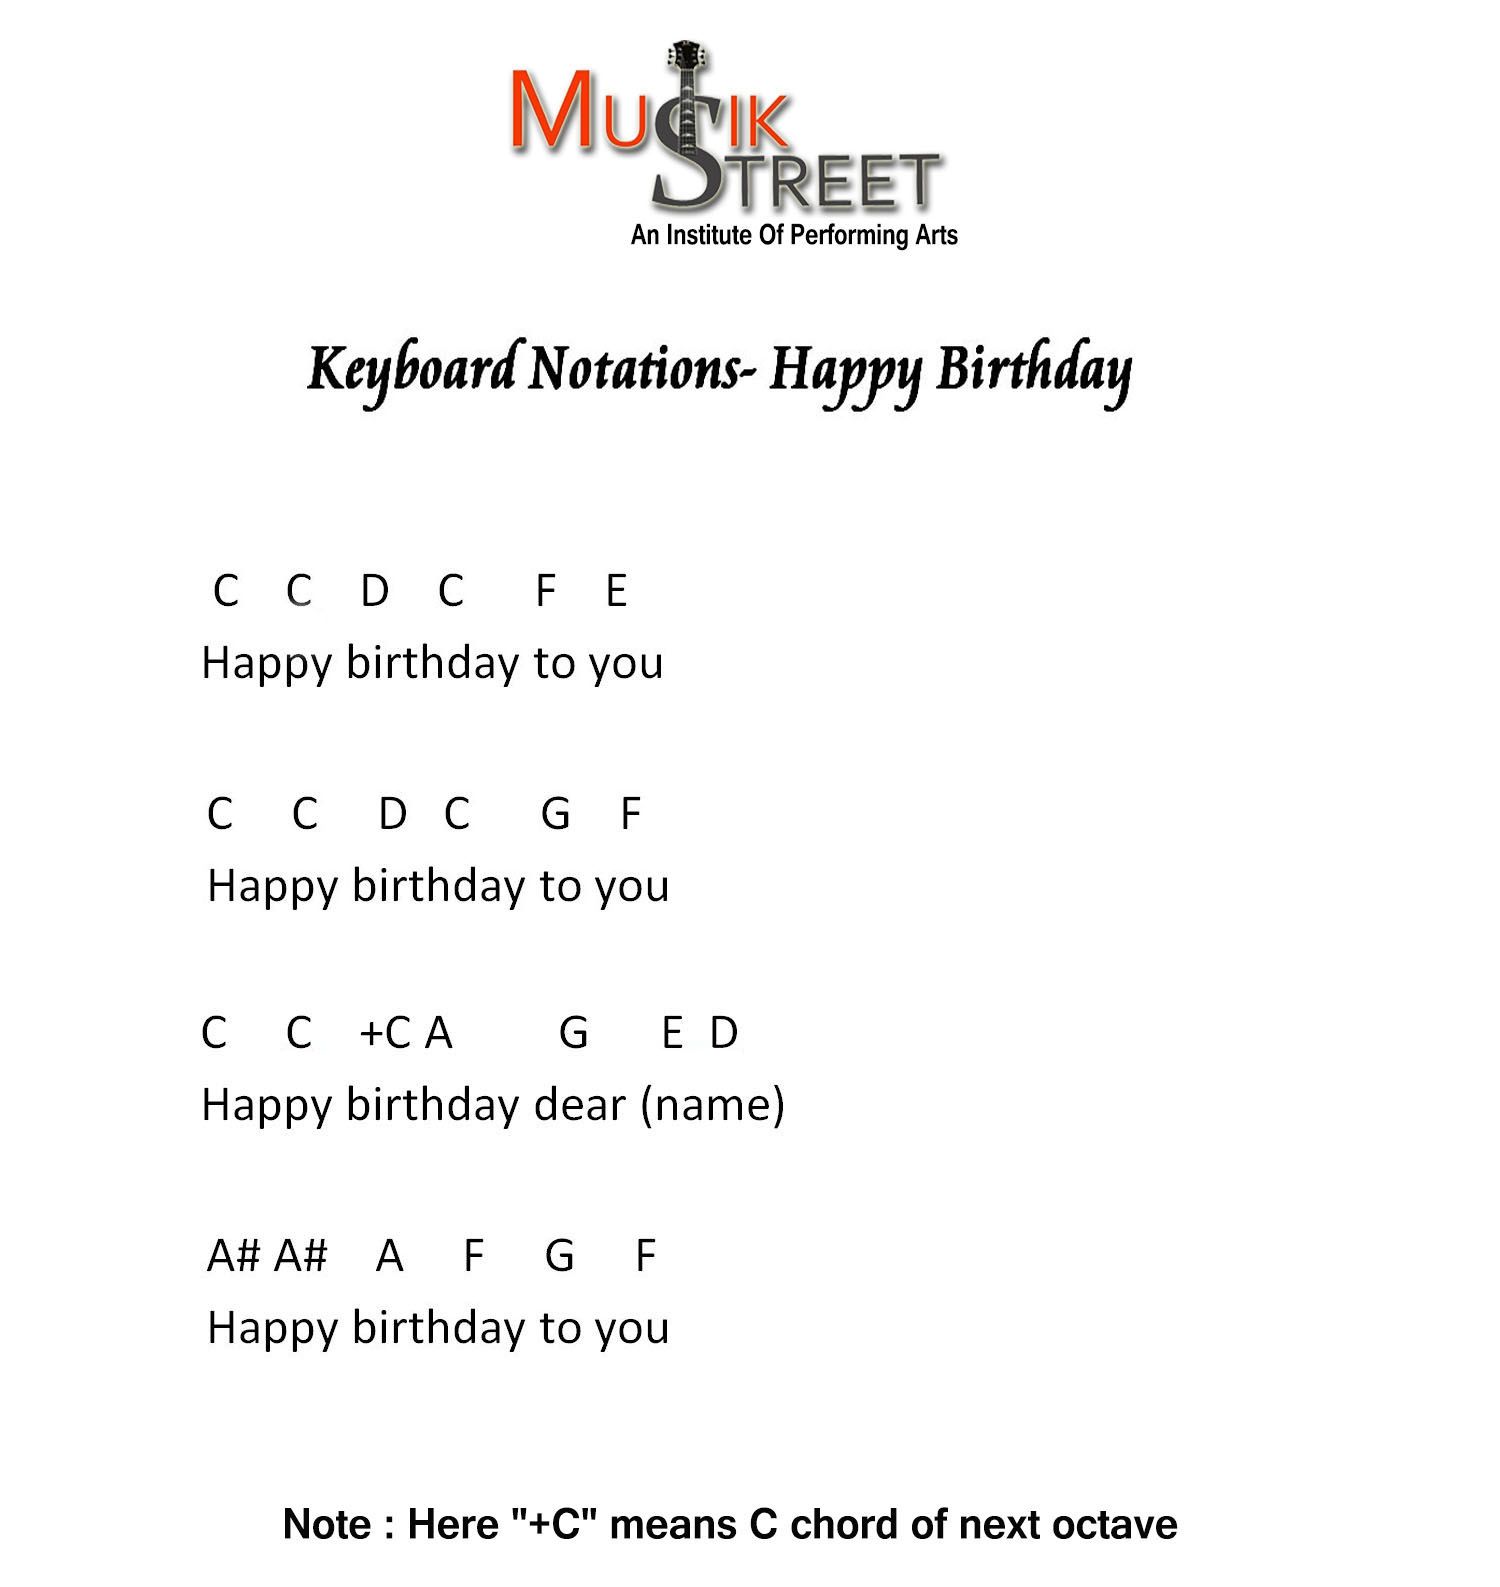 MUSIK
STREET
An Institute Of Performing Arts
Keyboard Notations- Happy Birthday
C C D C F E
Happy birthday to you
C C D C G F
Happy birthday to you
C C +C A G E D
Happy birthday dear (name)
A# A# A F G F
Happy birthday to you
Note : Here "+C" means C chord of next octave